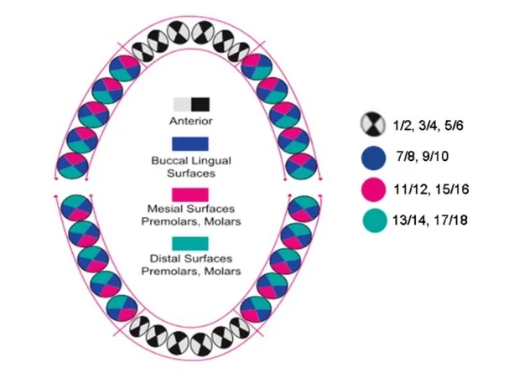 Anterior
Buccal Lingual
Surfaces
Mesial Surfaces
Premolars, Molars
Distal Surfaces
Premolars, Molars
1/2, 3/4, 5/6
7/8, 9/10
11/12, 15/16
13/14, 17/18